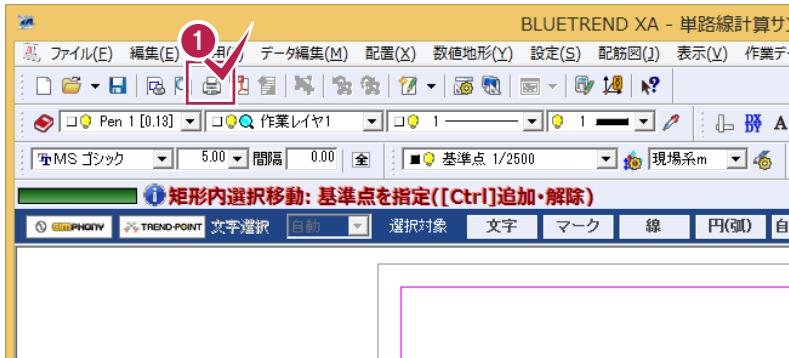 BLUETREND XA - 単路線計算サン
ファイル(F) 編集(E) 用(  ) データ編集(M) 配置(X) 数値地形(Y) 設定(S) 配筋図(J) 表示(V) 作業デー
1
Pen 1 [0.13] 作業レイヤ1 1 1 A
MS ゴシック 5.00 間隔 0.00 全 基準点 1/2500 現場系m
矩形内選択移動: 基準点を指定([Ctrl]追加・解除)
TREND-POINT 文字選択 自動 選択対象 文字 マーク 線 円(弧) 自